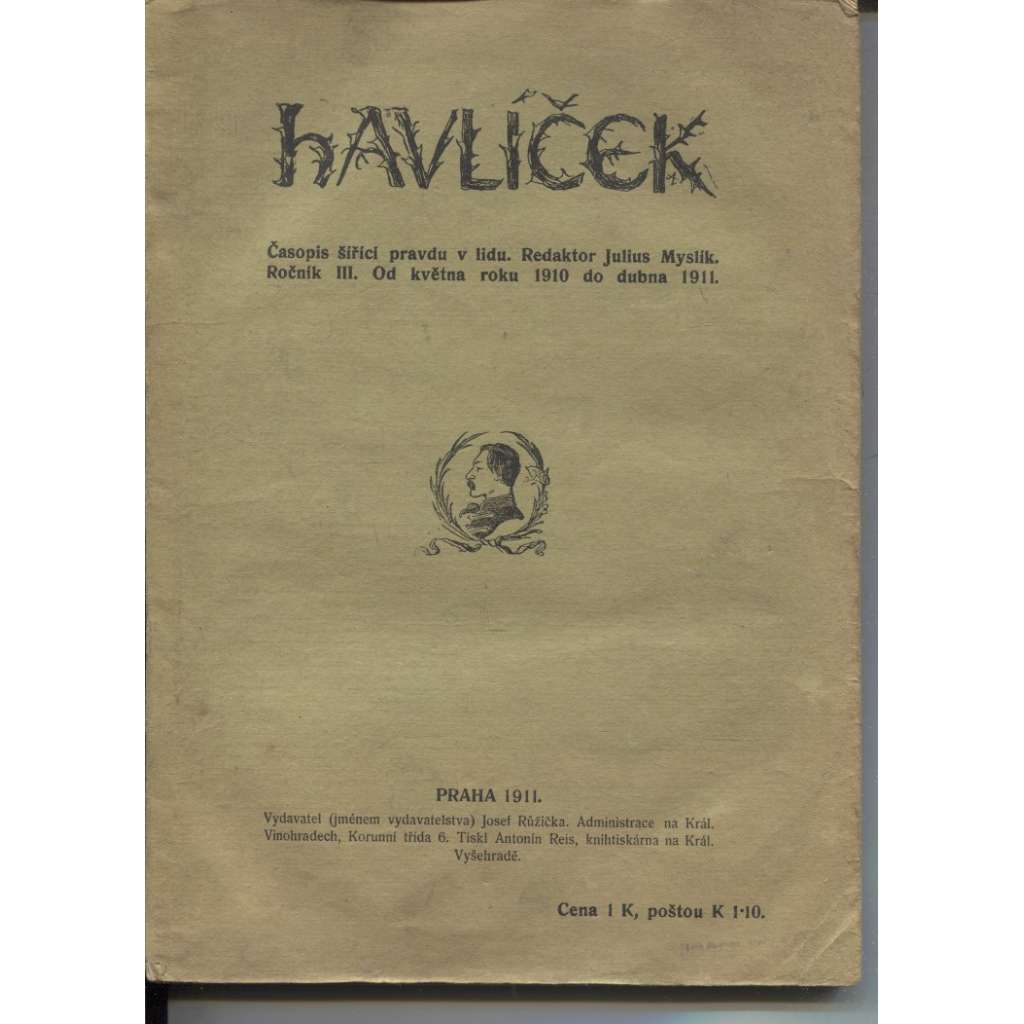 HAVLÍČEK
Časopis šířící pravdu v lidu. Redaktor Julius Myslik.
Ročník III. Od května roku 1910 do dubna 1911.
PRAHA 1911.
Vydavatel (jménem vydavatelstva) Josef Růžička. Administrace na Král.
Vinohradech, Korunní třída 6. Tiskl Antonín Reis, knihtiskárna na Král.
Vyšehradě.
Cena 1 K, poštou K 1·10.